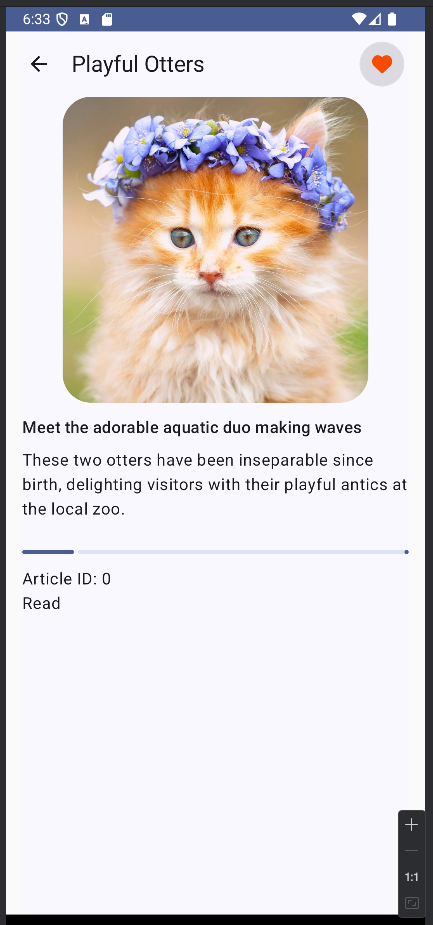 6:33
Playful Otters
Meet the adorable aquatic duo making waves
These two otters have been inseparable since
birth, delighting visitors with their playful antics at
the local zoo.
Article ID: 0
Read
1:1